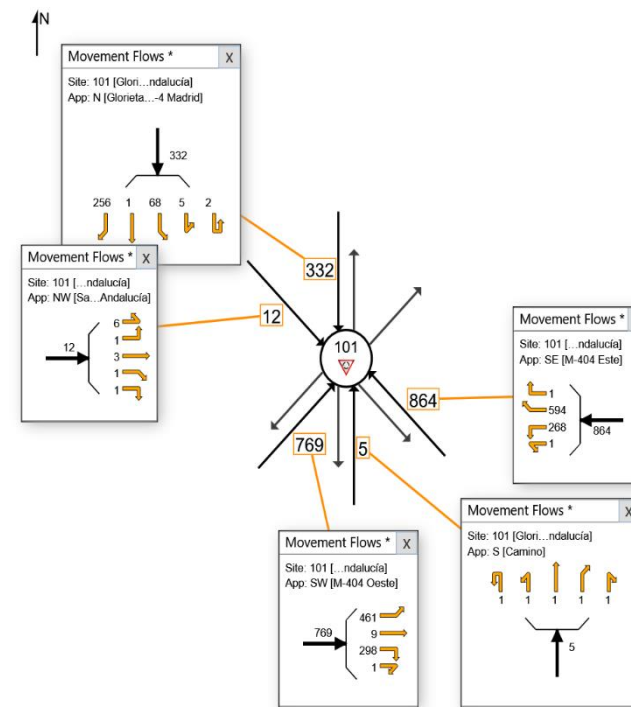 N
Movement Flows * X
Site: 101 [Glori...ndalucía]
App: N [Glorieta...-4 Madrid]
332
256 1 68 5 2
Movement Flows * X
Site: 101 [...ndalucía]
App: NW [Sa...Andalucía]
12
6
1
3
1
1
332
12
101
864
769
5
Movement Flows *
Site: 101 [...ndalucía]
App: SE [M-404 Este]
1
594
268
1
864
Movement Flows * X
Site: 101 [Glori...ndalucía]
App: S [Camino]
1 1 1 1 1
5
Movement Flows * X
Site: 101 [...ndalucía]
App: SW [M-404 Oeste]
769
461
9
298
1